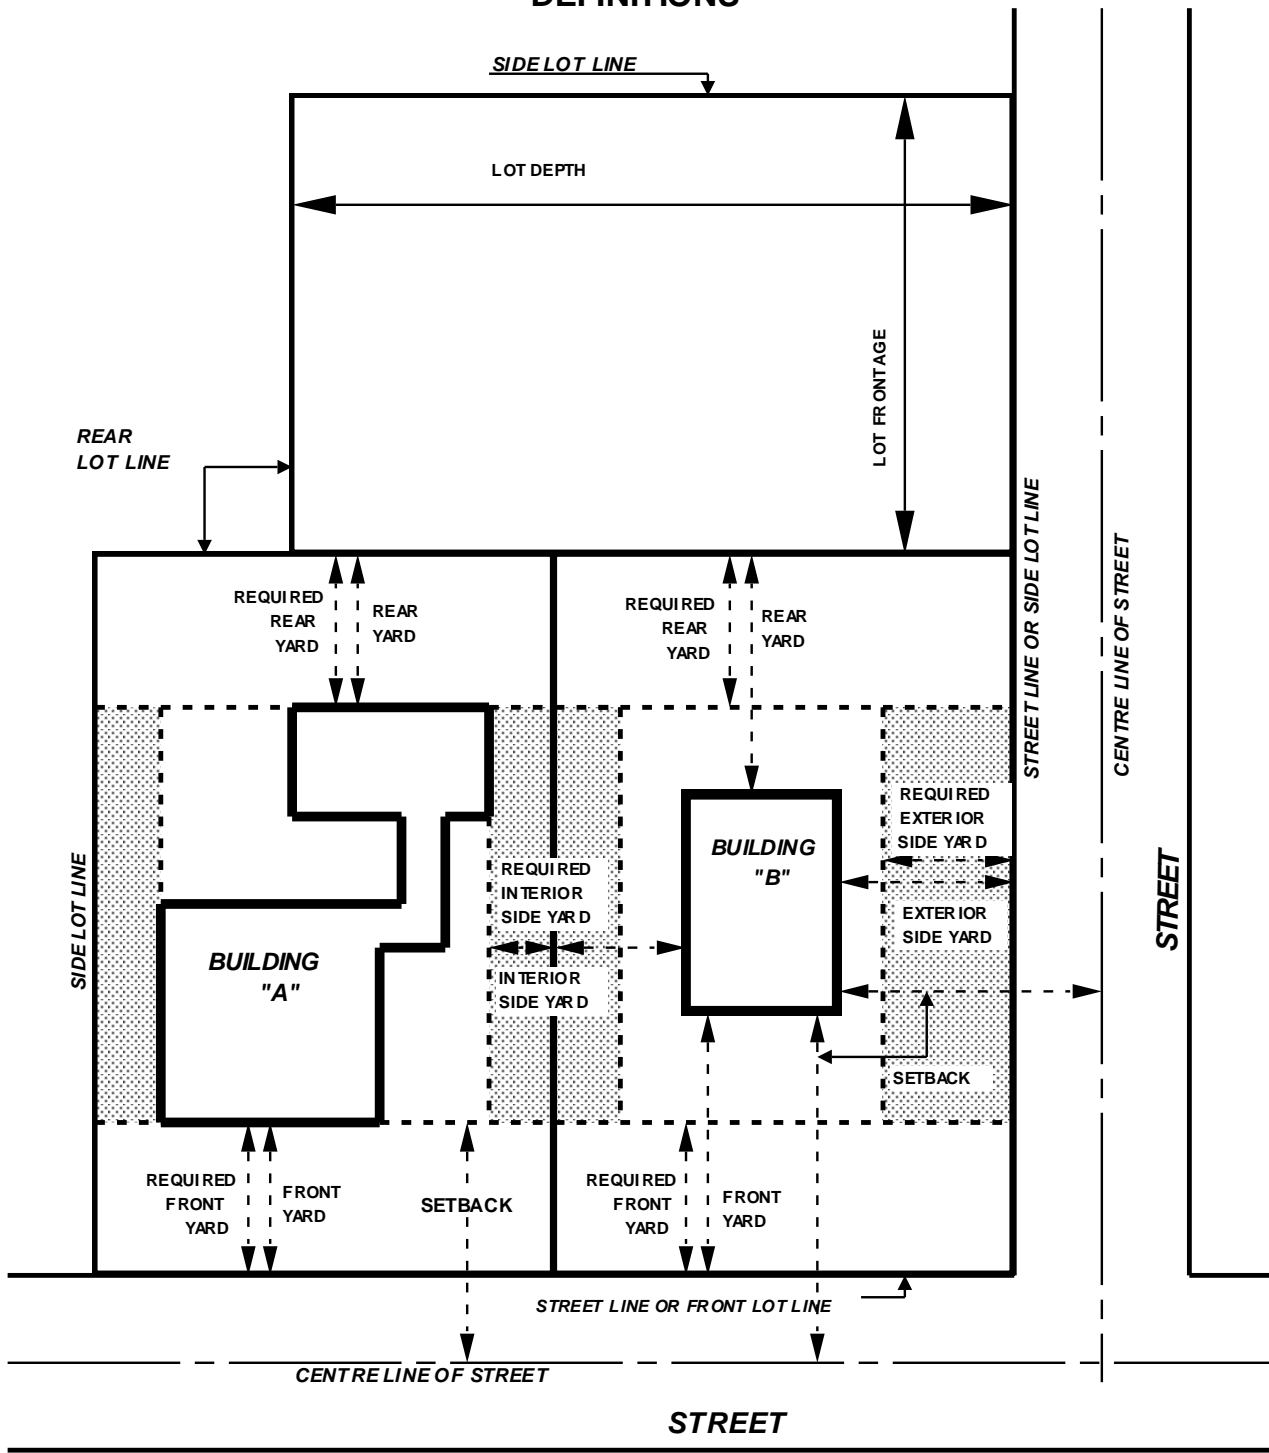 DEFINITIONS
SIDE LOT LINE
LOT DEPTH
LOT FRONTAGE
REAR
LOT LINE
STREET LINE OR SIDE LOT LINE
CENTRE LINE OF STREET
REQUIRED
REAR
YARD
REAR
YARD
REQUIRED
REAR
YARD
REAR
YARD
SIDE LOT LINE
REQUIRED
INTERIOR
SIDE YARD
INTERIOR
SIDE YARD
BUILDING
"A"
BUILDING
"B"
REQUIRED
EXTERIOR
SIDE YARD
EXTERIOR
SIDE YARD
SETBACK
STREET
REQUIRED
FRONT
YARD
FRONT
YARD
SETBACK
REQUIRED
FRONT
YARD
FRONT
YARD
STREET LINE OR FRONT LOT LINE
CENTRE LINE OF STREET
STREET